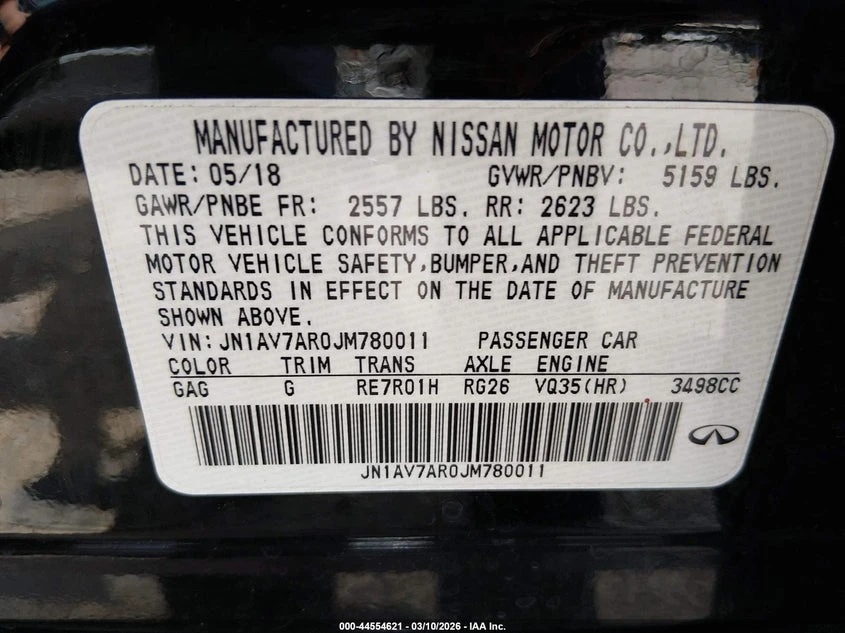 MANUFACTURED BY NISSAN MOTOR CO.,LTD.
DATE: 05/18 GVWR/PNBV: 5159 LBS.
GAWR/PNBE FR: 2557 LBS. RR: 2623 LBS.
THIS VEHICLE CONFORMS TO ALL APPLICABLE FEDERAL
MOTOR VEHICLE SAFETY,BUMPER,AND THEFT PREVENTION
STANDARDS IN EFFECT ON THE DATE OF MANUFACTURE
SHOWN ABOVE.
VIN: JN1AV7AR0JM780011 PASSENGER CAR
COLOR TRIM TRANS AXLE ENGINE
GAG G RE7R01H RG26 VQ35(HR) 3498CC
JN1AV7AR0JM780011
000-44554621 - 03/10/2026 - IAA Inc.